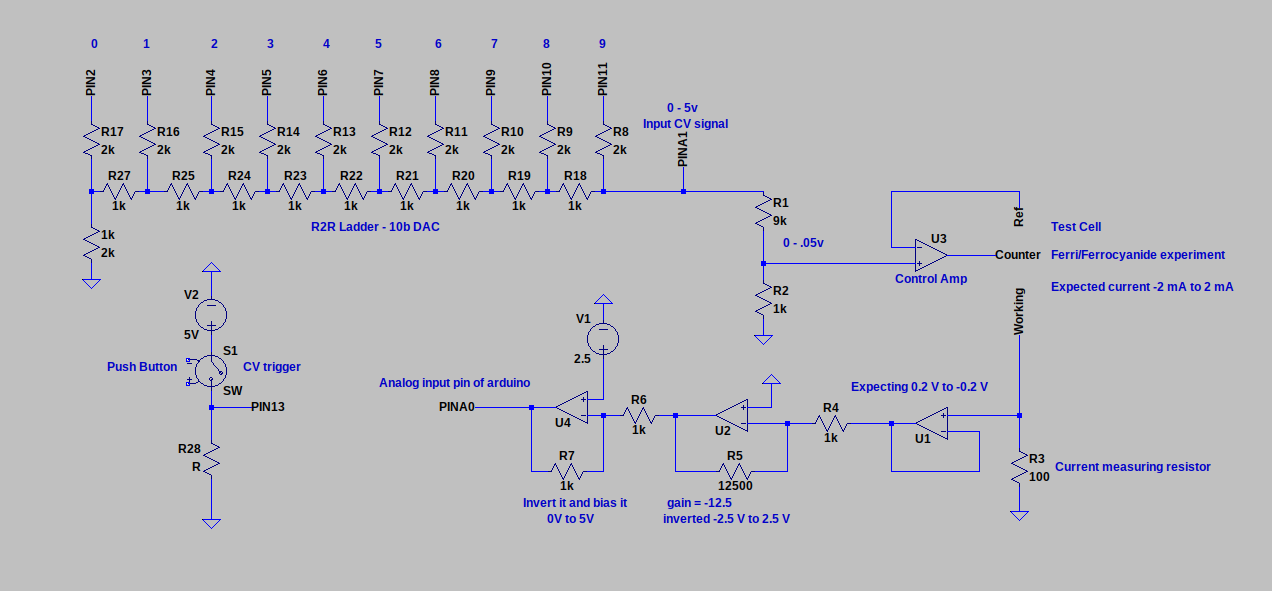 0 1 2 3 4 5 6 7 8 9
PIN2 PIN3 PIN4 PIN5 PIN6 PIN7 PIN8 PIN9 PIN10 PIN11
0 - 5v
Input CV signal
PINA1
R17 R16 R15 R14 R13 R12 R11 R10 R9 R8
2k 2k 2k 2k 2k 2k 2k 2k 2k 2k
R27 R25 R24 R23 R22 R21 R20 R19 R18
1k 1k 1k 1k 1k 1k 1k 1k 1k
R2R Ladder - 10b DAC
1k
2k
R1
9k
0 - .05v
R2
1k
U3
Control Amp
Ref
Counter
Working
Test Cell
Ferri/Ferrocyanide experiment
Expected current -2 mA to 2 mA
V2
5V
S1
SW
Push Button
CV trigger
PIN13
R28
R
V1
2.5
Analog input pin of arduino
PINA0
U4
R6
1k
R7
1k
Invert it and bias it
0V to 5V
U2
R5
12500
gain = -12.5
inverted -2.5 V to 2.5 V
R4
1k
Expecting 0.2 V to -0.2 V
U1
R3
100
Current measuring resistor